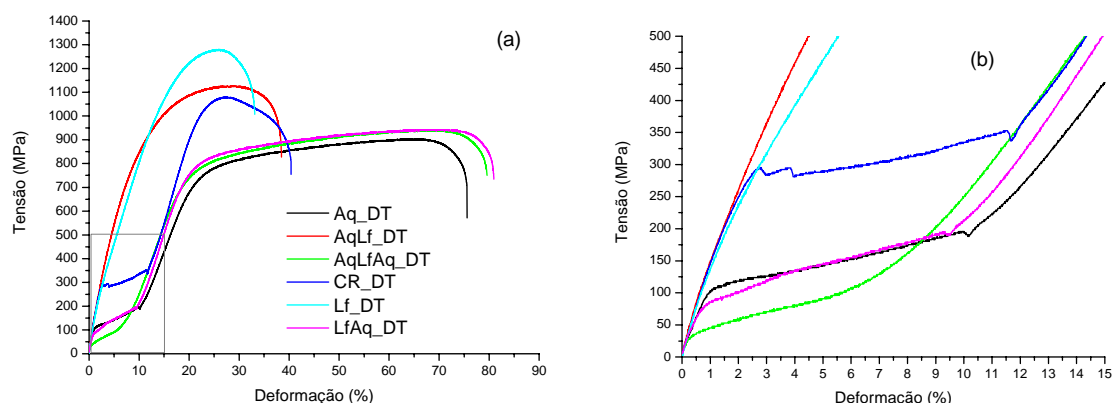 (a)
Tensão (MPa)
1400
1300
1200
1100
1000
900
800
700
600
500
400
300
200
100
0
Aq_DT
AqLf_DT
AqLfAq_DT
CR_DT
Lf_DT
LfAq_DT
0 10 20 30 40 50 60 70 80 90
Deformação (%)
(b)
Tensão (MPa)
500
450
400
350
300
250
200
150
100
50
0
0 1 2 3 4 5 6 7 8 9 10 11 12 13 14 15
Deformação (%)